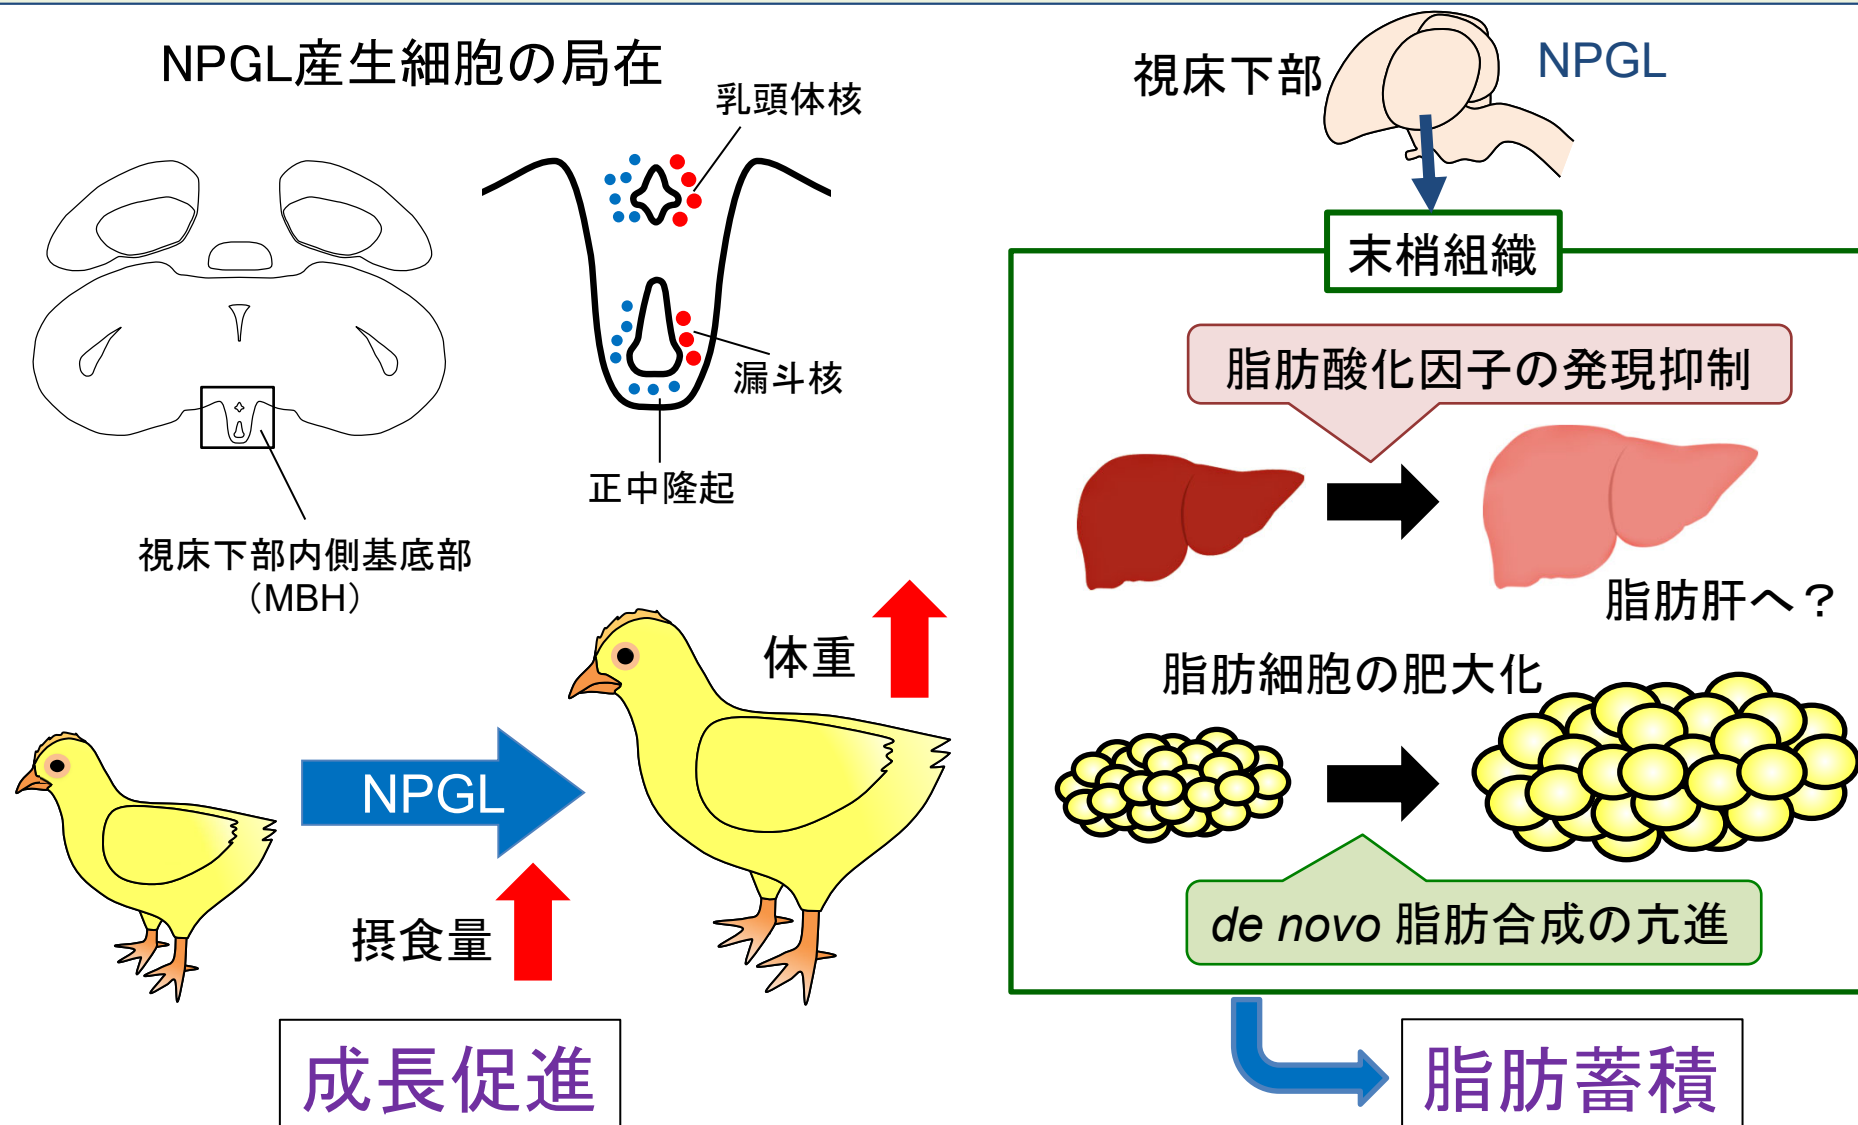 NPGL産生細胞の局在
乳頭体核
漏斗核
正中隆起
視床下部内側基底部
（MBH）
体重
NPGL
摂食量
成長促進
視床下部
NPGL
末梢組織
脂肪酸化因子の発現抑制
脂肪肝へ？
脂肪細胞の肥大化
de novo 脂肪合成の亢進
脂肪蓄積